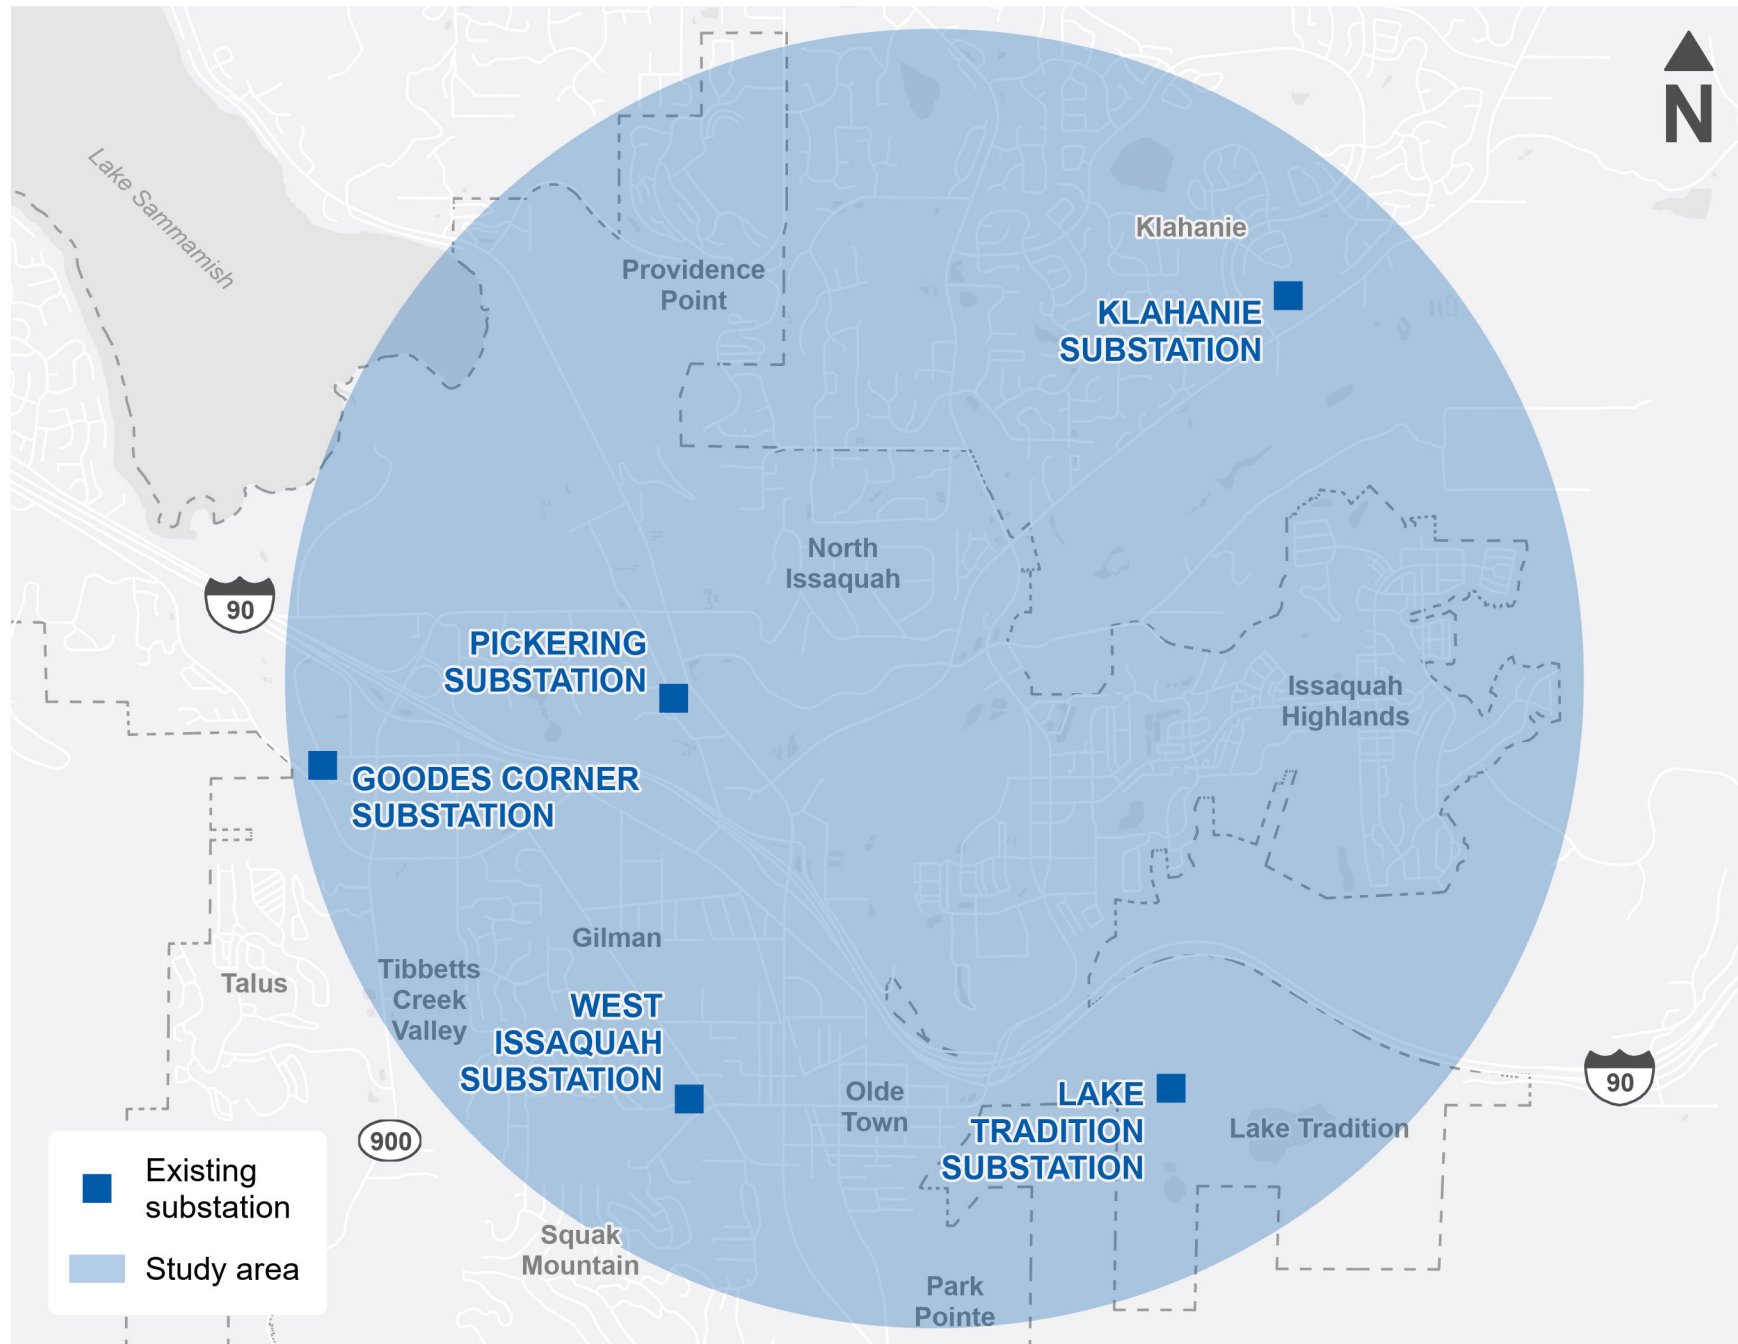 N
Lake Sammamish
Klahanie
Providence
Point
KLAHANIE
SUBSTATION
North
Issaquah
90
PICKERING
SUBSTATION
Issaquah
Highlands
GOODES CORNER
SUBSTATION
Gilman
Talus
Tibbetts
Creek
Valley
WEST
ISSAQUAH
SUBSTATION
Olde
Town
LAKE
TRADITION
SUBSTATION
Lake Tradition
90
900
Squak
Mountain
Park
Pointe
Existing
substation
Study area